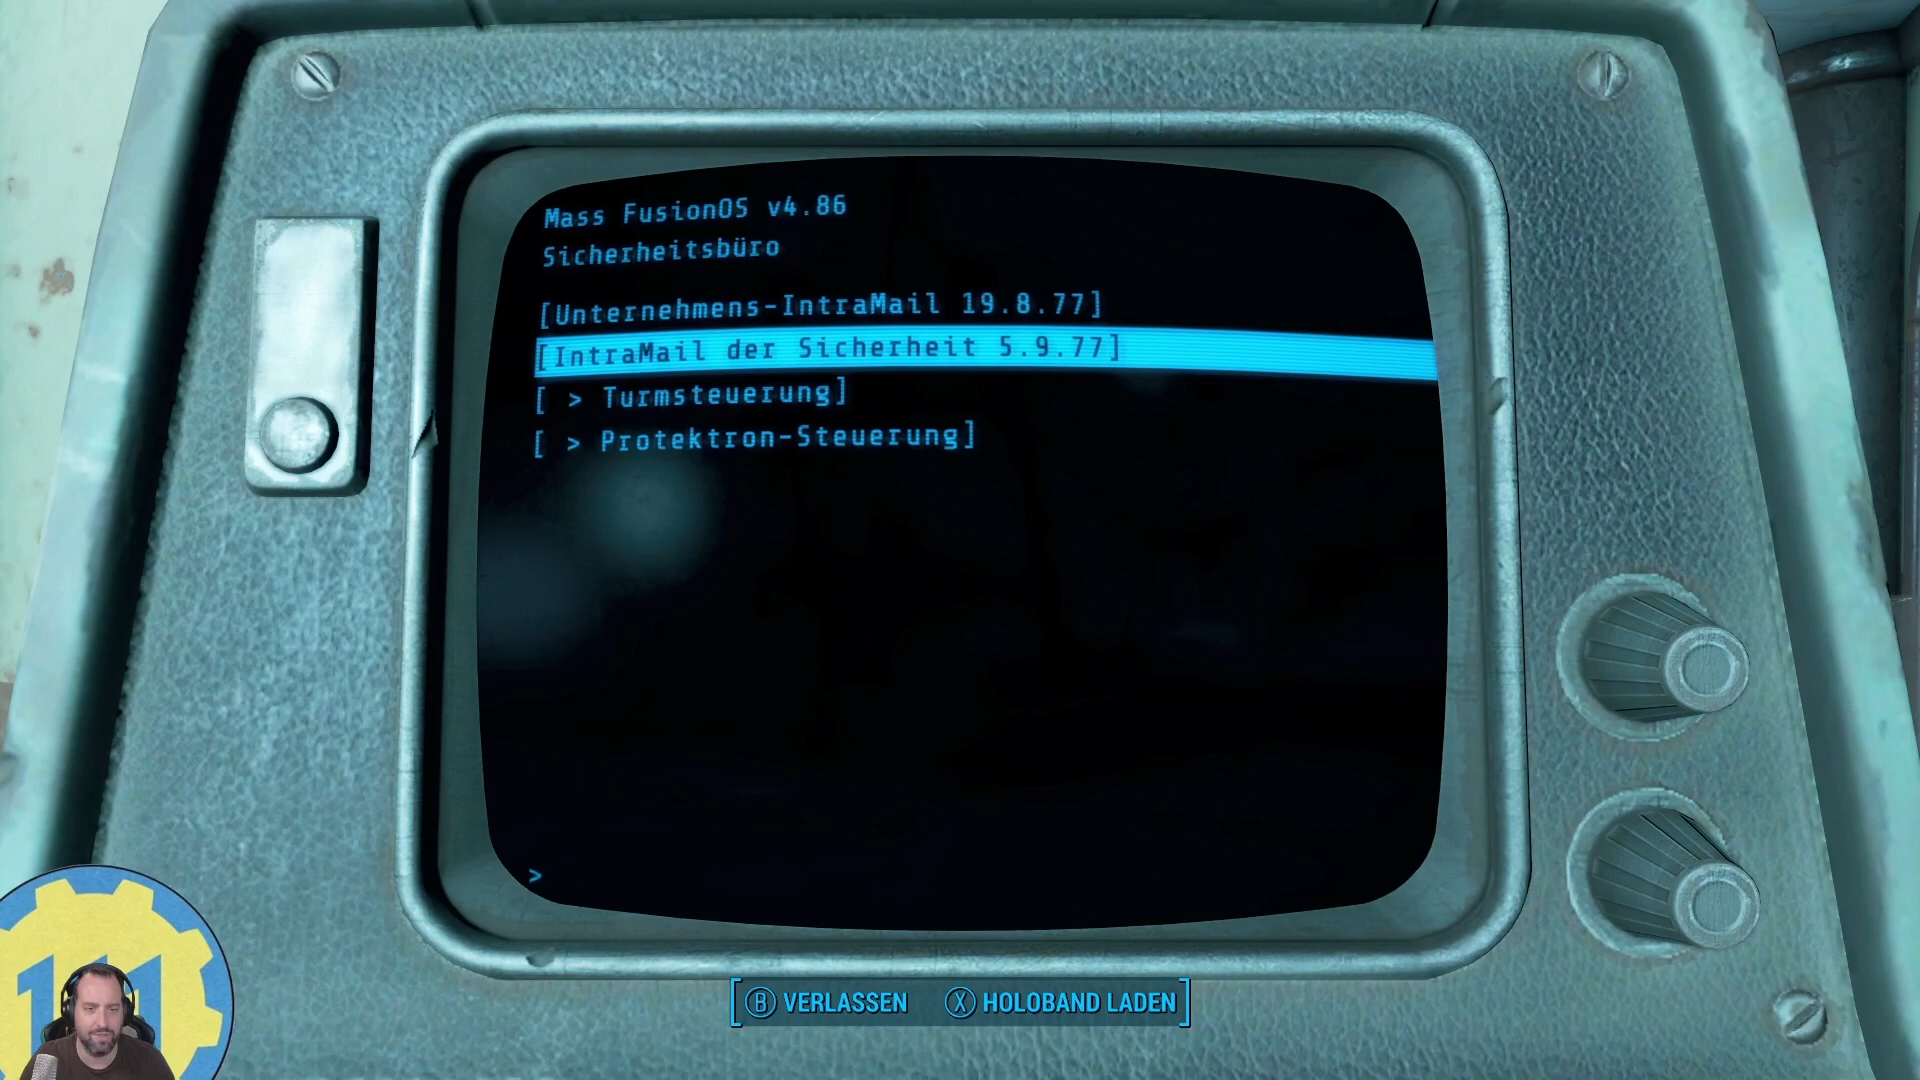 Mass FusionOS v4.86
Sicherheitsbüro
[Unternehmens-IntraMail 19.8.77]
[IntraMail der Sicherheit 5.9.77]
[ > Turmsteuerung]
[ > Protektron-Steuerung]
>
[Ⓑ VERLASSEN Ⓧ HOLOBAND LADEN]